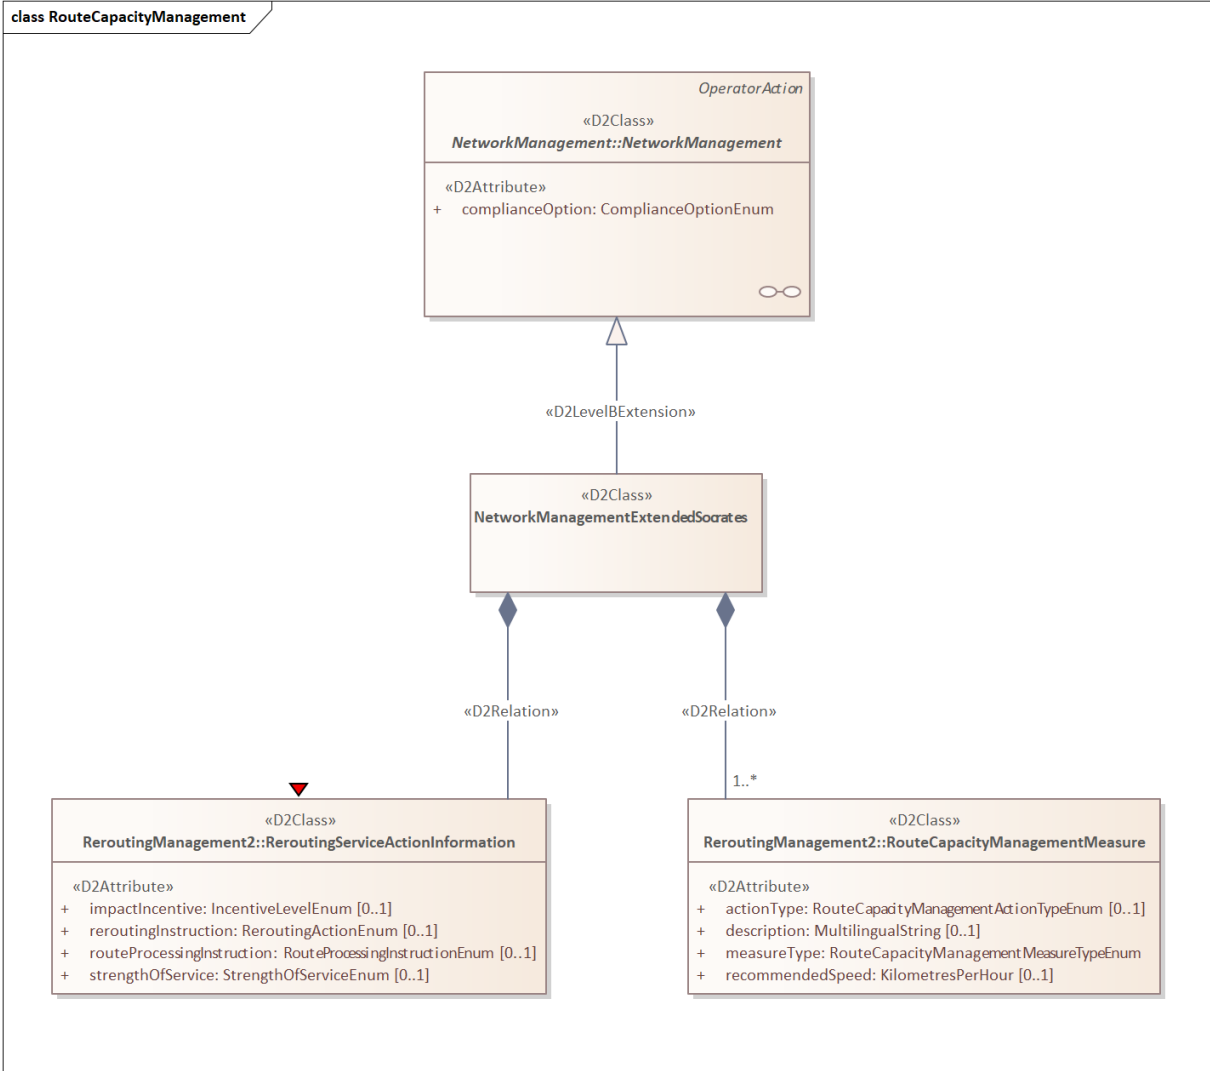 class RouteCapacityManagement
OperatorAction
«D2Class»
NetworkManagement::NetworkManagement
«D2Attribute»
+ complianceOption: ComplianceOptionEnum
«D2LevelBExtension»
«D2Class»
NetworkManagementExtendedSocrates
«D2Relation»
«D2Relation»
1..*
«D2Class»
ReroutingManagement2::ReroutingServiceActionInformation
«D2Attribute»
+ impactIncentive: IncentiveLevelEnum [0..1]
+ reroutingInstruction: ReroutingActionEnum [0..1]
+ routeProcessingInstruction: RouteProcessingInstructionEnum [0..1]
+ strengthOfService: StrengthOfServiceEnum [0..1]
«D2Class»
ReroutingManagement2::RouteCapacityManagementMeasure
«D2Attribute»
+ actionType: RouteCapacityManagementActionTypeEnum [0..1]
+ description: MultilingualString [0..1]
+ measureType: RouteCapacityManagementMeasureTypeEnum
+ recommendedSpeed: KilometresPerHour [0..1]